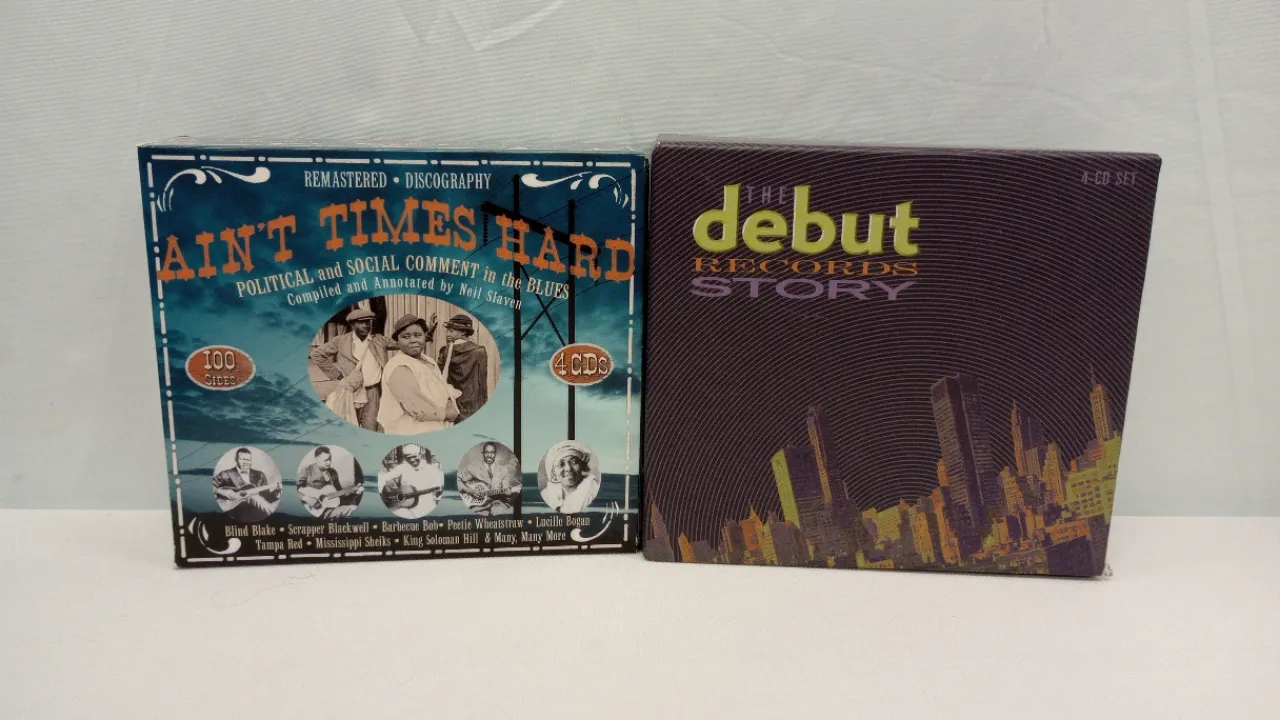 REMASTERED • DISCOGRAPHY
AIN'T TIMES HARD
POLITICAL and SOCIAL COMMENT in the BLUES
Compiled and Annotated by Neil Slaven
100
SIDES
4 CDs
Blind Blake • Scrapper Blackwell • Barbecue Bob • Peetie Wheatstraw • Lucille Bogan
Tampa Red • Mississippi Sheiks • King Soloman Hill & Many, Many More
4-CD SET
THE
debut
RECORDS
STORY